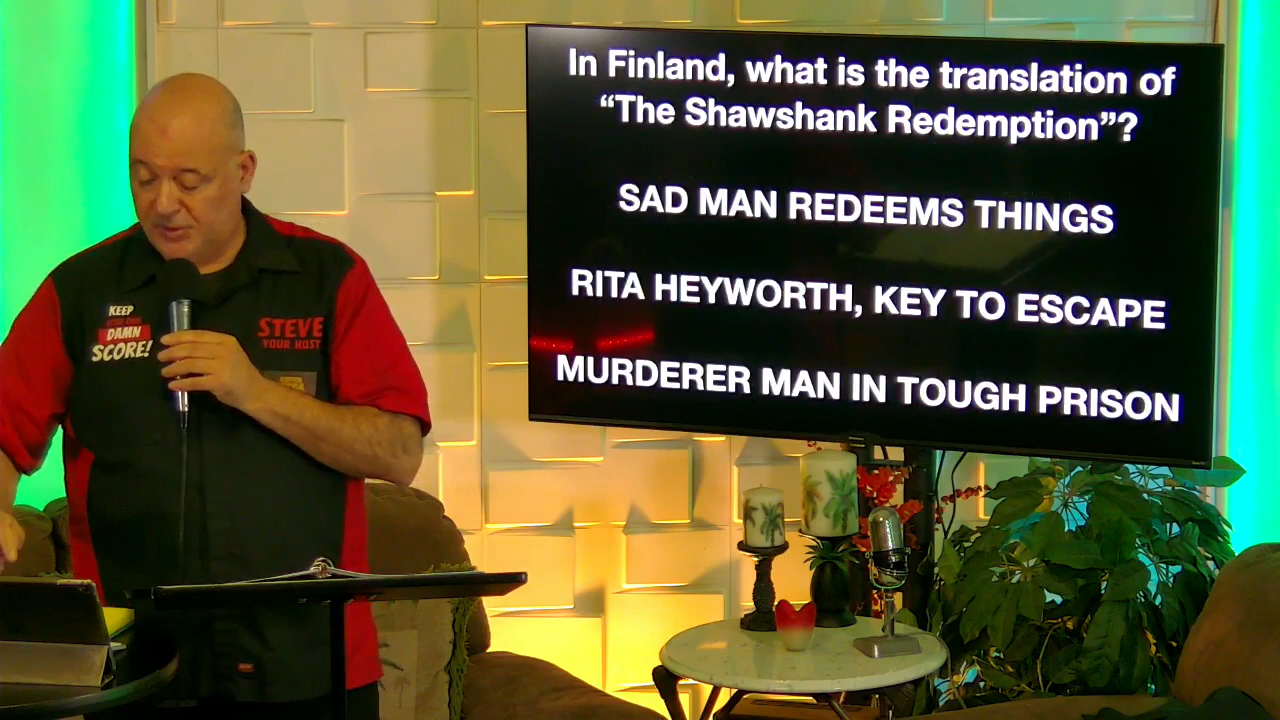 In Finland, what is the translation of
“The Shawshank Redemption”?
SAD MAN REDEEMS THINGS
RITA HEYWORTH, KEY TO ESCAPE
MURDERER MAN IN TOUGH PRISON
KEEP
DAMN
SCORE!
STEVE
YOUR HOST